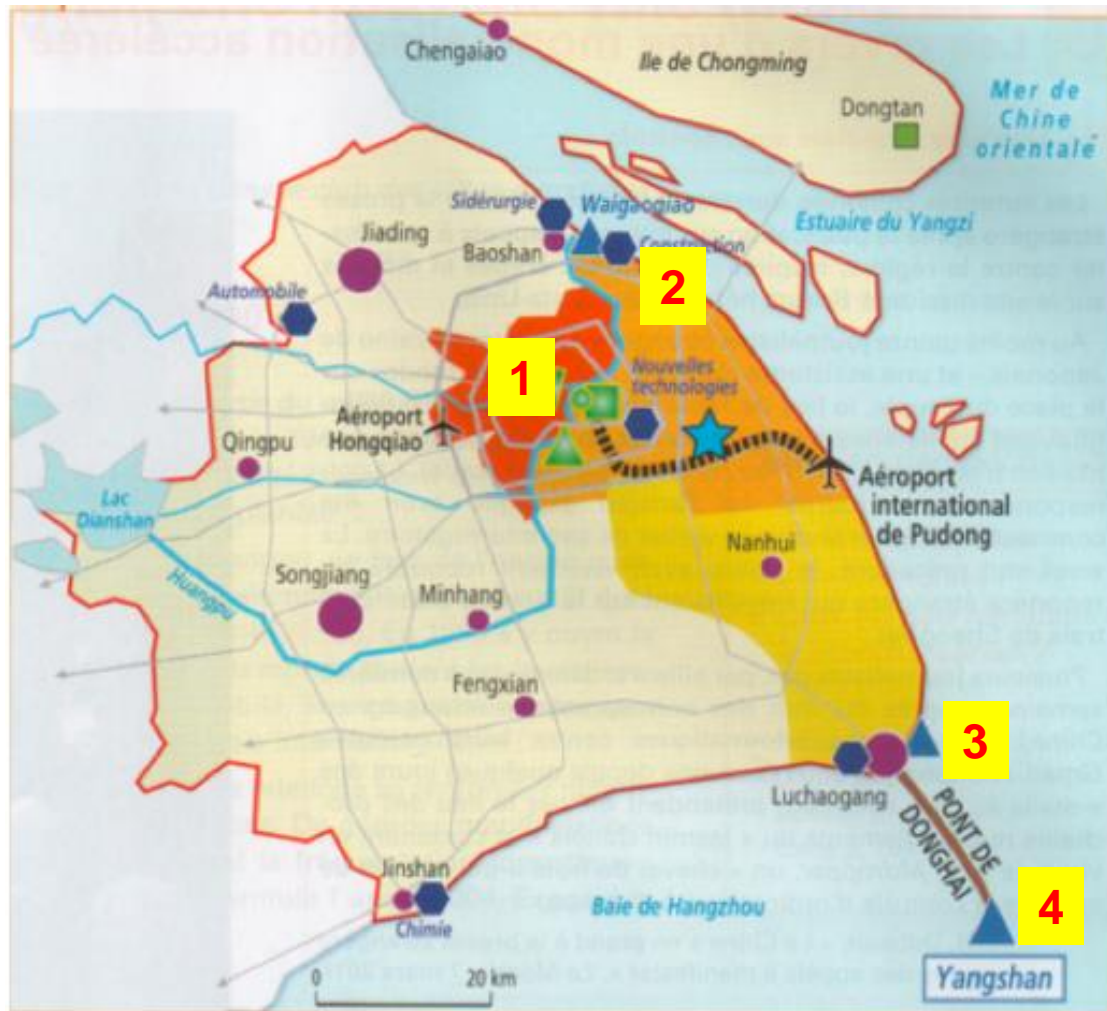 Chengaiao
Ile de Chongming
Dongtan
Mer de
Chine
orientale
Estuaire du Yangzi
Sidérurgie
Waigaogiao
Baoshan
Construction
Jiading
Automobile
2
1
Nouvelles
technologies
Aéroport
Hongqiao
Qingpu
Aéroport
international
de Pudong
Lac
Dianshan
Huangpu
Songjiang
Minhang
Nanhui
Fengxian
3
Luchaogang
PONT DE
DONGHAI
Jinshan
Chimie
Baie de Hangzhou
4
Yangshan
0
20 km